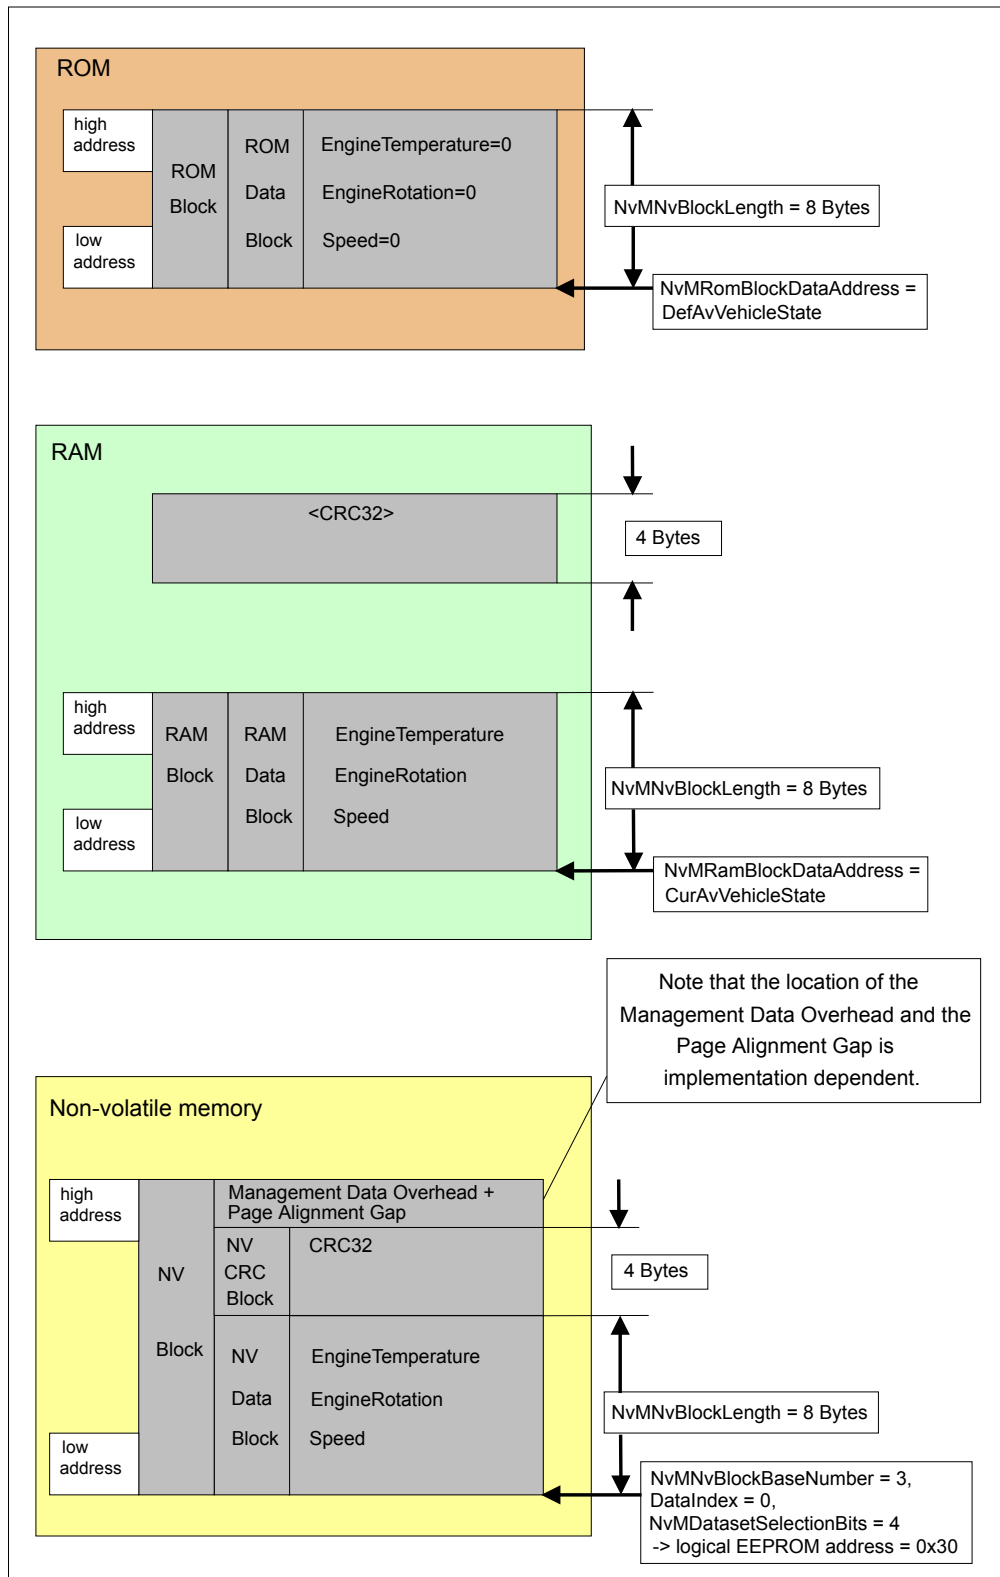 ROM
high
address
ROM
Block
low
address
ROM
Data
Block
EngineTemperature=0
EngineRotation=0
Speed=0
NvMNvBlockLength = 8 Bytes
NvMRomBlockDataAddress =
DefAvVehicleState
RAM
<CRC32>
4 Bytes
high
address
RAM
Block
low
address
RAM
Data
Block
EngineTemperature
EngineRotation
Speed
NvMNvBlockLength = 8 Bytes
NvMRamBlockDataAddress =
CurAvVehicleState
Note that the location of the
Management Data Overhead and the
Page Alignment Gap is
implementation dependent.
Non-volatile memory
high
address
NV
Block
low
address
Management Data Overhead +
Page Alignment Gap
NV
CRC
Block
CRC32
4 Bytes
NV
Data
Block
EngineTemperature
EngineRotation
Speed
NvMNvBlockLength = 8 Bytes
NvMNvBlockBaseNumber = 3,
DataIndex = 0,
NvMDatasetSelectionBits = 4
-> logical EEPROM address = 0x30